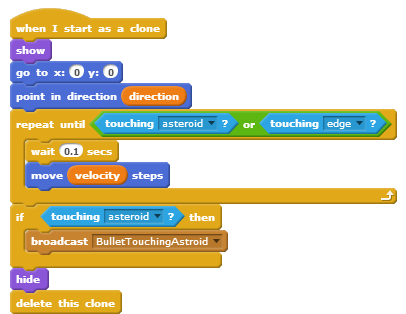 when I start as a clone
show
go to x: 0 y: 0
point in direction direction
repeat until touching asteroid ? or touching edge ?
wait 0.1 secs
move velocity steps
if touching asteroid ? then
broadcast BulletTouchingAstroid
hide
delete this clone